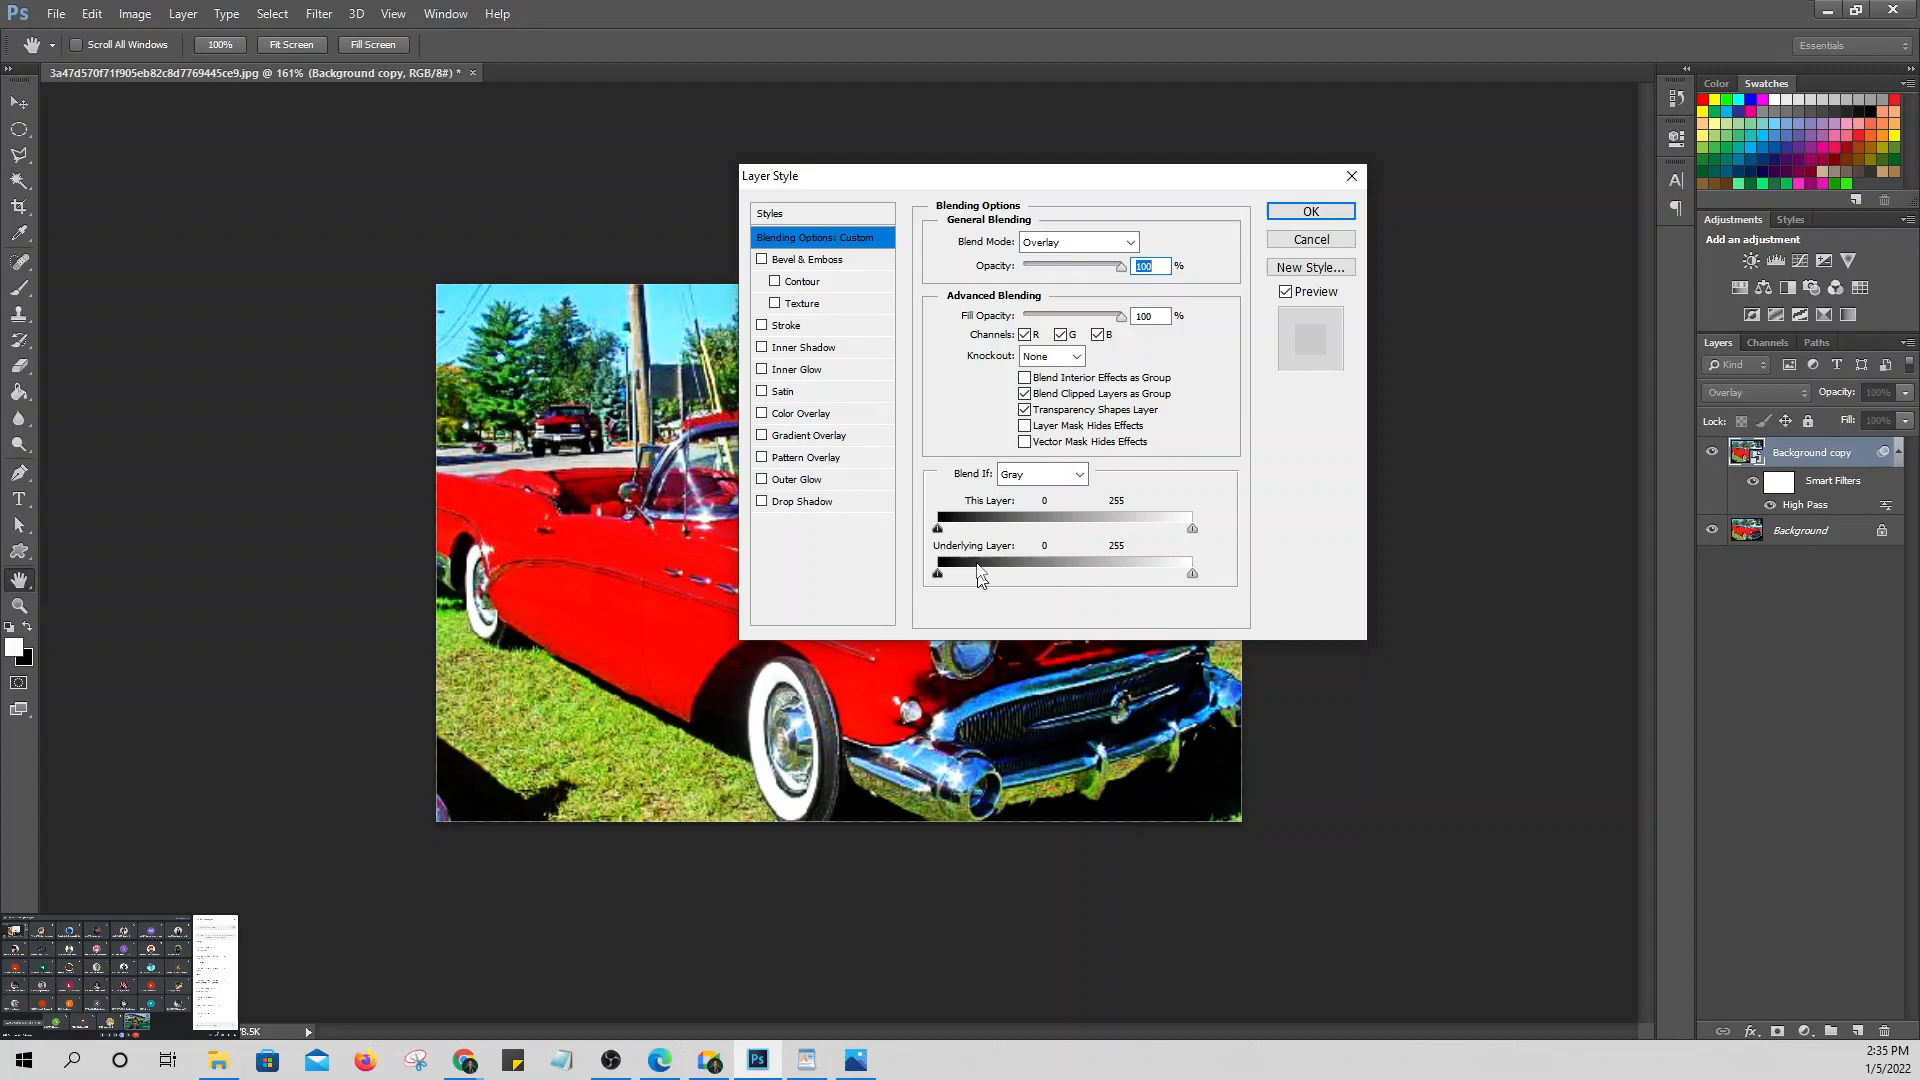 Ps File Edit Image Layer Type Select Filter 3D View Window Help
Scroll All Windows 100% Fit Screen Fill Screen Essentials
3a47d570f71f905eb82c8d7769445ce9.jpg @ 161% (Background copy, RGB/8#) * ×
Color Swatches
Layer Style
Styles
Blending Options: Custom
Bevel & Emboss
Contour
Texture
Stroke
Inner Shadow
Inner Glow
Satin
Color Overlay
Gradient Overlay
Pattern Overlay
Outer Glow
Drop Shadow
Blending Options
General Blending
Blend Mode: Overlay
Opacity: 100 %
Advanced Blending
Fill Opacity: 100 %
Channels: R G B
Knockout: None
Blend Interior Effects as Group
Blend Clipped Layers as Group
Transparency Shapes Layer
Layer Mask Hides Effects
Vector Mask Hides Effects
Blend If: Gray
This Layer: 0 255
Underlying Layer: 0 255
OK
Cancel
New Style...
Preview
Adjustments Styles
Add an adjustment
Layers Channels Paths
Kind
Overlay Opacity: 100%
Lock: Fill: 100%
Background copy
Smart Filters
High Pass
Background
8.5K
2:35 PM
1/5/2022